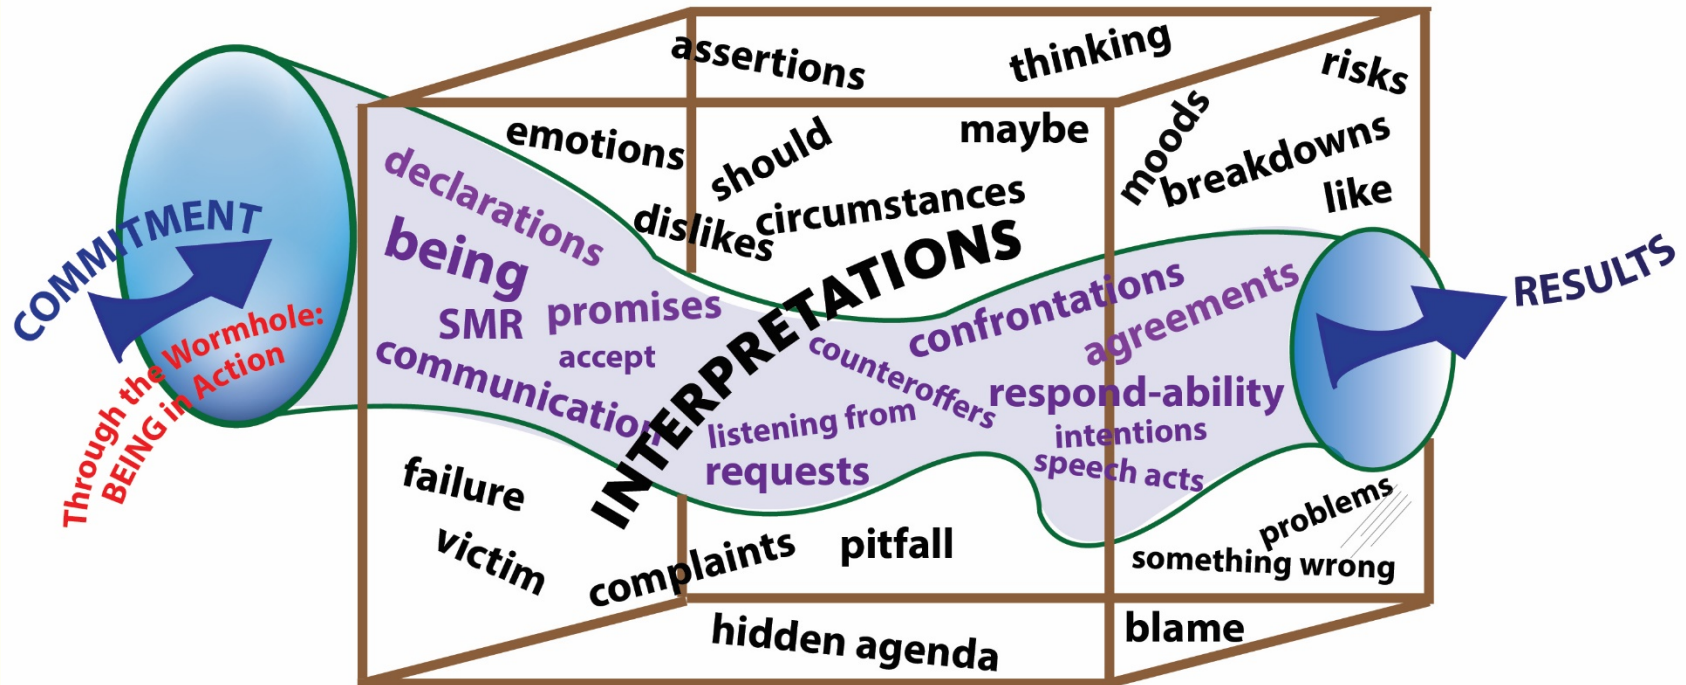 assertions
thinking
risks
emotions
should
maybe
moods
breakdowns
like
dislikes
circumstances
INTERPRETATIONS
COMMITMENT
Through the Wormhole:
BEING in Action
declarations
being
SMR
promises
accept
communication
counteroffers
listening from
requests
confrontations
agreements
respond-ability
intentions
speech acts
RESULTS
failure
victim
complaints
pitfall
problems
something wrong
hidden agenda
blame